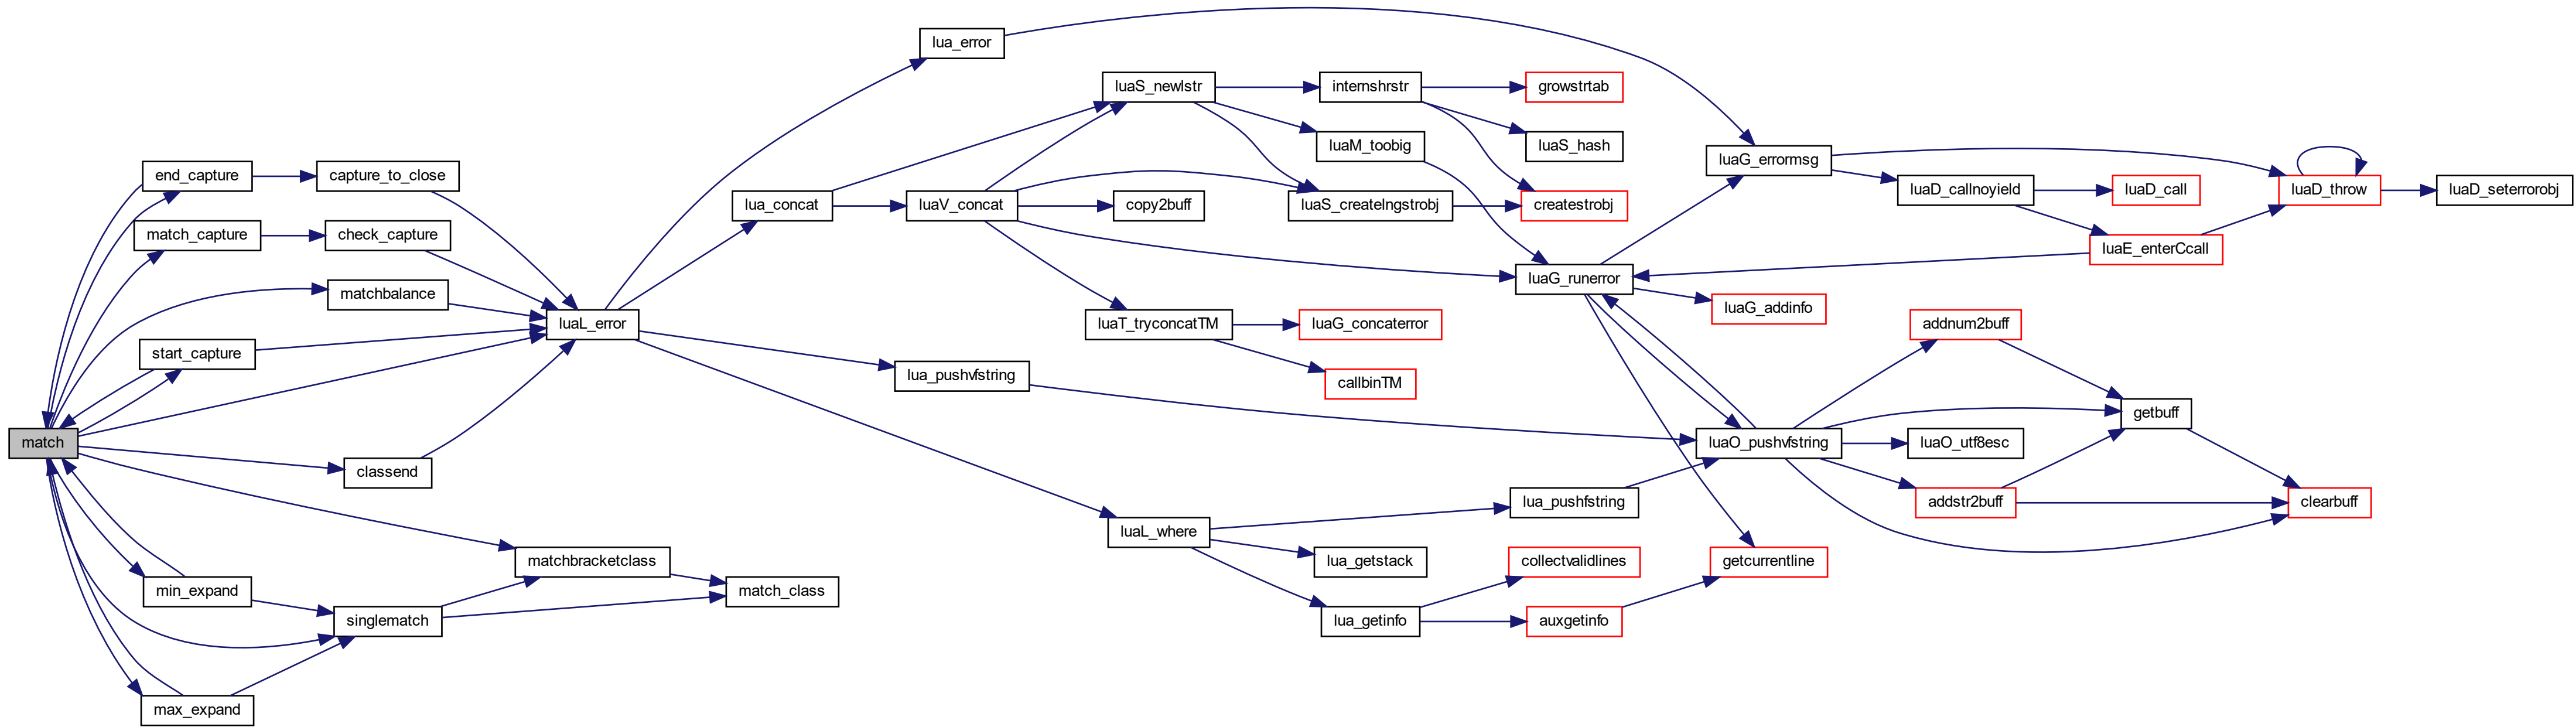 match
end_capture
match_capture
matchbalance
start_capture
classend
min_expand
max_expand
capture_to_close
check_capture
singlematch
luaL_error
matchbracketclass
match_class
lua_error
lua_concat
lua_pushvfstring
luaL_where
luaV_concat
luaS_newlstr
copy2buff
luaT_tryconcatTM
internshrstr
luaM_toobig
luaS_createlngstrobj
luaG_concaterror
callbinTM
growstrtab
luaS_hash
createstrobj
luaG_runerror
lua_pushfstring
lua_getstack
lua_getinfo
collectvalidlines
auxgetinfo
luaG_errormsg
luaG_addinfo
luaO_pushvfstring
getcurrentline
luaD_callnoyield
luaD_call
luaE_enterCcall
luaD_throw
luaD_seterrorobj
addnum2buff
getbuff
luaO_utf8esc
addstr2buff
clearbuff